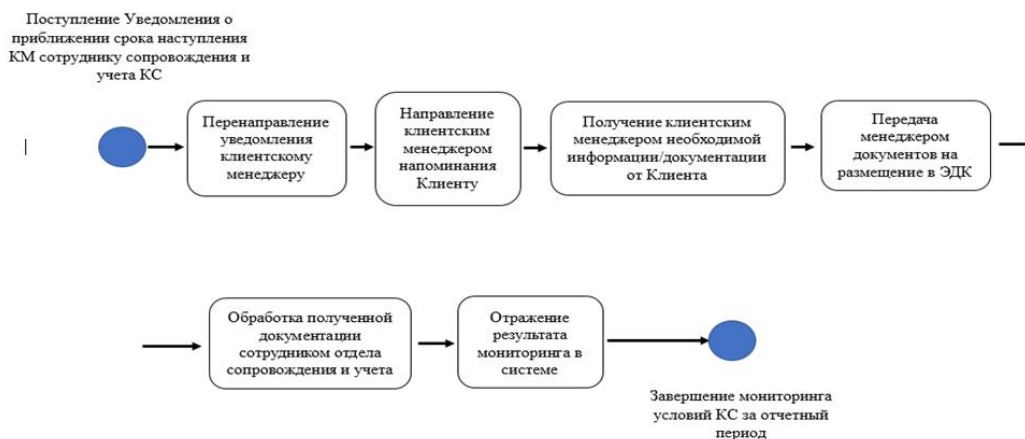 Поступление Уведомления о
приближении срока наступления
КМ сотруднику сопровождения и
учета КС
Перенаправление
уведомления
клиентскому
менеджеру
Направление
клиентским
менеджером
напоминания
Клиенту
Получение клиентским
менеджером необходимой
информации/документации
от Клиента
Передача
менеджером
документов на
размещение в ЭДК
Обработка полученной
документации
сотрудником отдела
сопровождения и учета
Отражение
результата
мониторинга в
системе
Завершение мониторинга
условий КС за отчетный
период